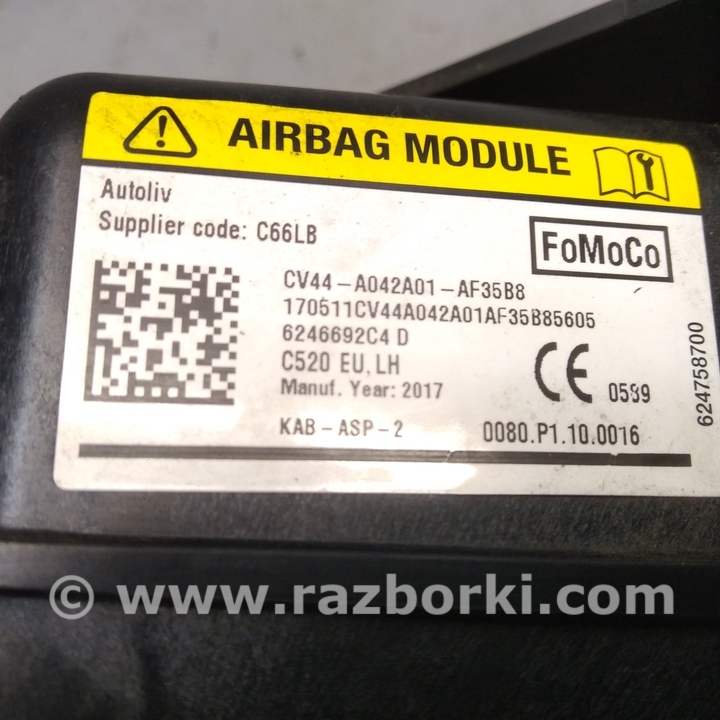 AIRBAG MODULE
Autoliv
Supplier code: C66LB
FoMoCo
CV44-A042A01-AF35B8
170511CV44A042A01AF35B85605
6246692C4 D
C520 EU, LH
Manuf. Year: 2017
CE 0589
KAB-ASP-2 0080.P1.10.0016
624758700
© www.razborki.com